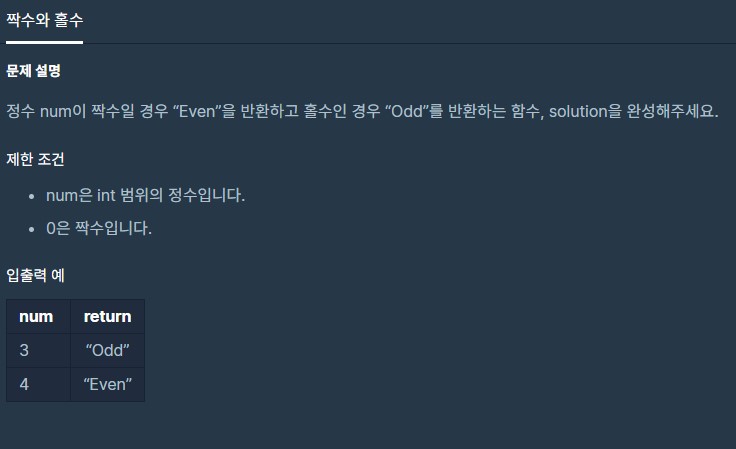 짝수와 홀수
문제 설명
정수 num이 짝수일 경우 “Even”을 반환하고 홀수인 경우 “Odd”를 반환하는 함수, solution을 완성해주세요.
제한 조건
• num은 int 범위의 정수입니다.
• 0은 짝수입니다.
입출력 예
num return
3 “Odd”
4 “Even”